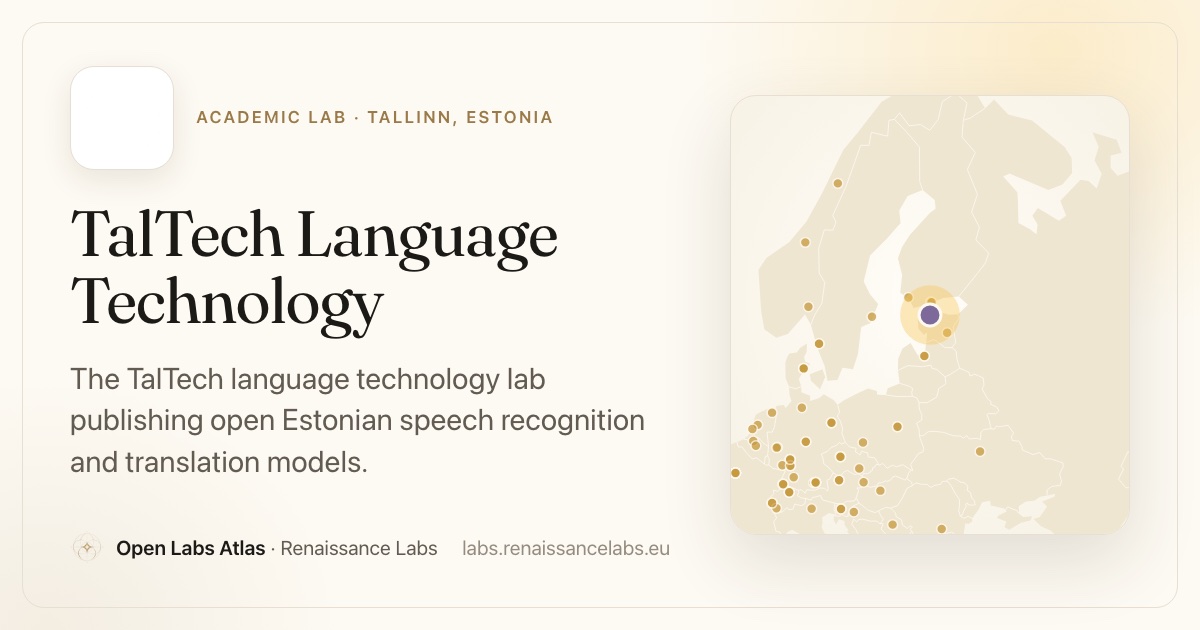 ACADEMIC LAB · TALLINN, ESTONIA
TalTech Language
Technology
The TalTech language technology lab
publishing open Estonian speech recognition
and translation models.
Open Labs Atlas · Renaissance Labs labs.renaissancelabs.eu